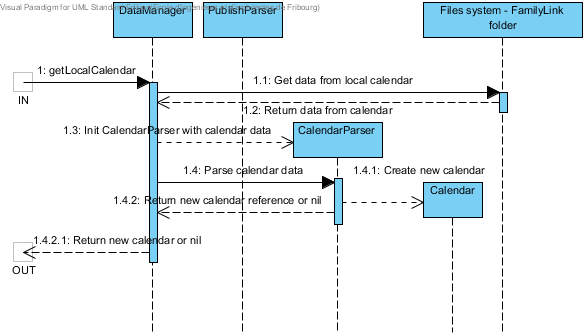 Visual Paradigm for UML Standard Fribourg)
DataManager
PublishParser
Files system - FamilyLink
folder
1: getLocalCalendar
IN
1.1: Get data from local calendar
1.2: Return data from calendar
1.3: Init CalendarParser with calendar data
CalendarParser
1.4: Parse calendar data
1.4.1: Create new calendar
Calendar
1.4.2: Return new calendar reference or nil
1.4.2.1: Return new calendar or nil
OUT